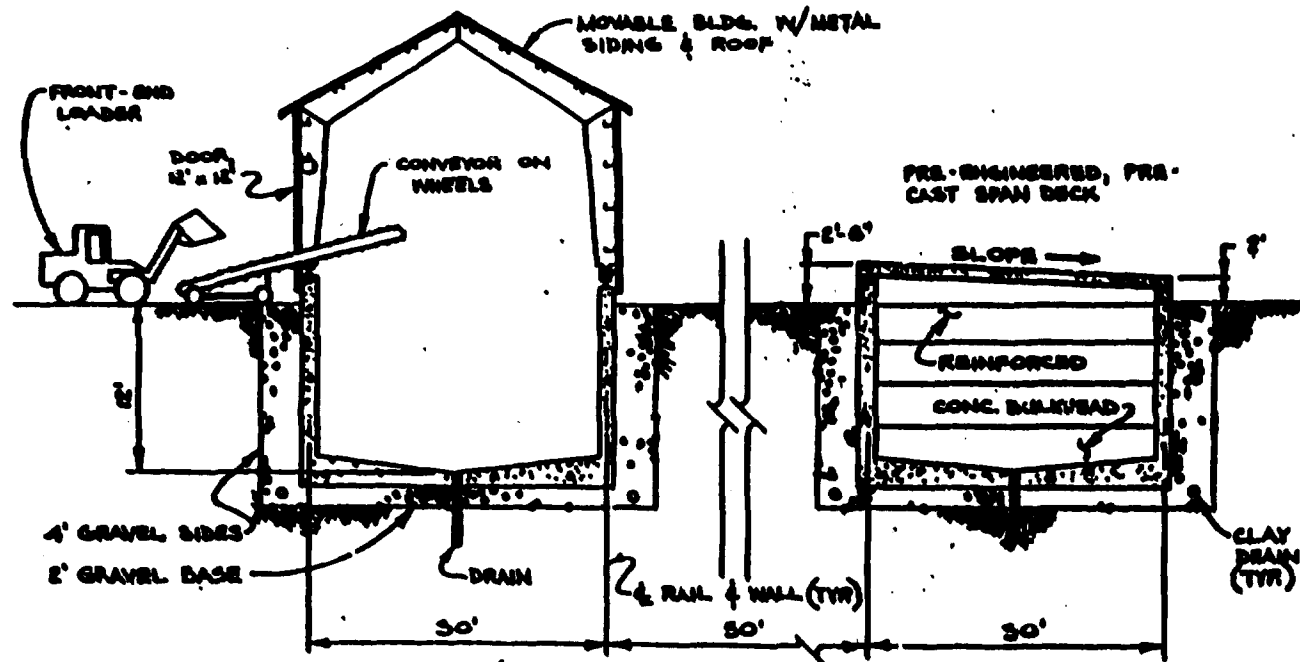 MOVABLE BLDG. W/METAL
SIDING & ROOF
FRONT-END
LOADER
DOOR,
12' x 12'
CONVEYOR ON
WHEELS
PRE-ENGINEERED, PRE-
CAST SPAN DECK
SLOPE
REINFORCED
CONC. BULKHEAD
12'
4' GRAVEL SIDES
2' GRAVEL BASE
DRAIN
℄ RAIL & WALL (TYP)
CLAY
DRAIN
(TYP)
30'
50'
30'